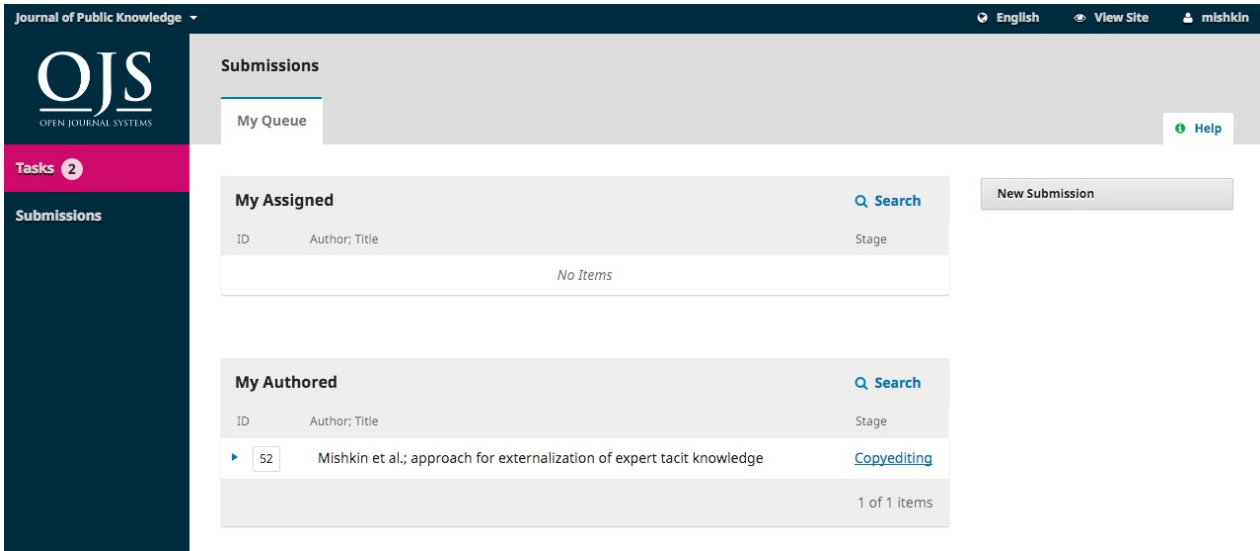 Journal of Public Knowledge
English View Site mishkin
OJS
OPEN JOURNAL SYSTEMS
Submissions
My Queue
Help
Tasks 2
Submissions
My Assigned Search
ID Author; Title Stage
No Items
New Submission
My Authored Search
ID Author; Title Stage
52 Mishkin et al.; approach for externalization of expert tacit knowledge Copyediting
1 of 1 items